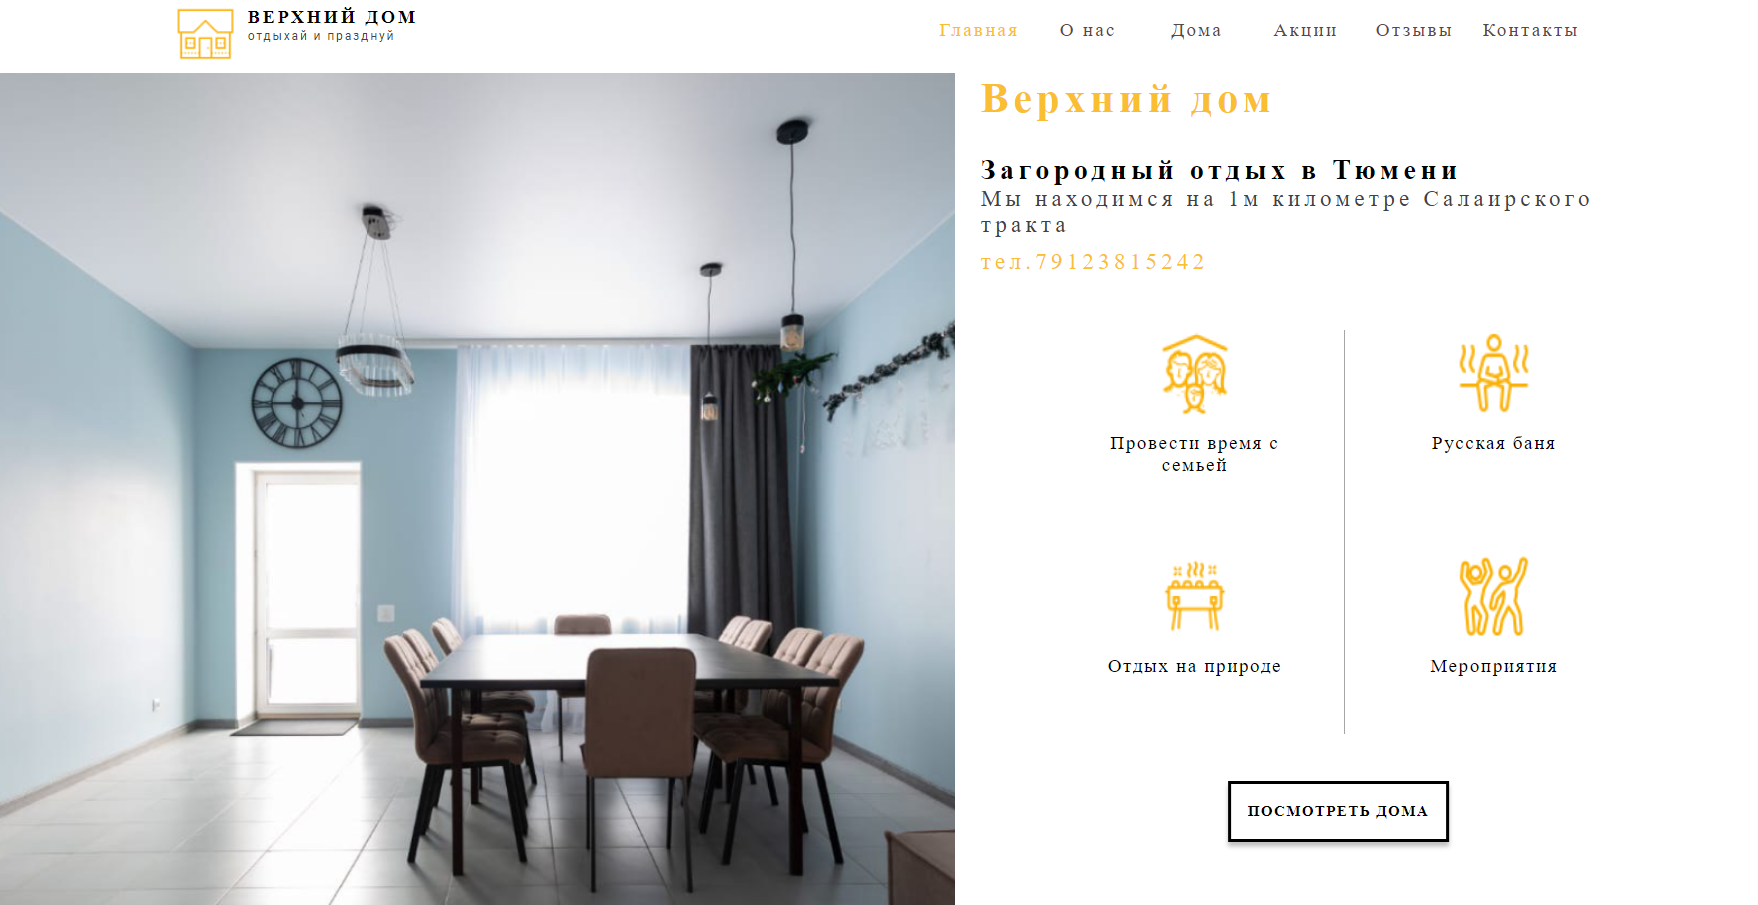 ВЕРХНИЙ ДОМ
отдыхай и празднуй
Главная О нас Дома Акции Отзывы Контакты
Верхний дом
Загородный отдых в Тюмени
Мы находимся на 1м километре Салаирского
тракта
тел.79123815242
Провести время с
семьей
Русская баня
Отдых на природе
Мероприятия
ПОСМОТРЕТЬ ДОМА